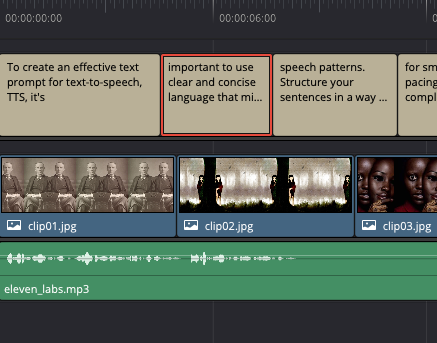 00:00:00:00
00:00:06:00
To create an effective text
prompt for text-to-speech,
TTS, it's
important to use
clear and concise
language that mi...
speech patterns.
Structure your
sentences in a way ...
for sm
pacing
compl
clip01.jpg
clip02.jpg
clip03.jpg
eleven_labs.mp3